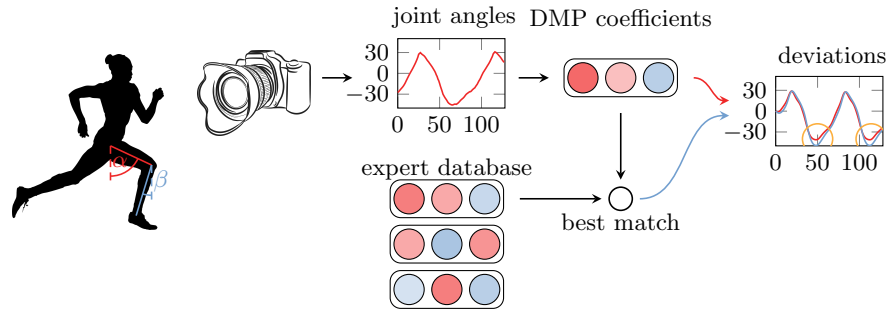 joint angles
DMP coefficients
deviations
30
0
−30
0
50
100
30
0
−30
0
50
100
α
β
expert database
best match